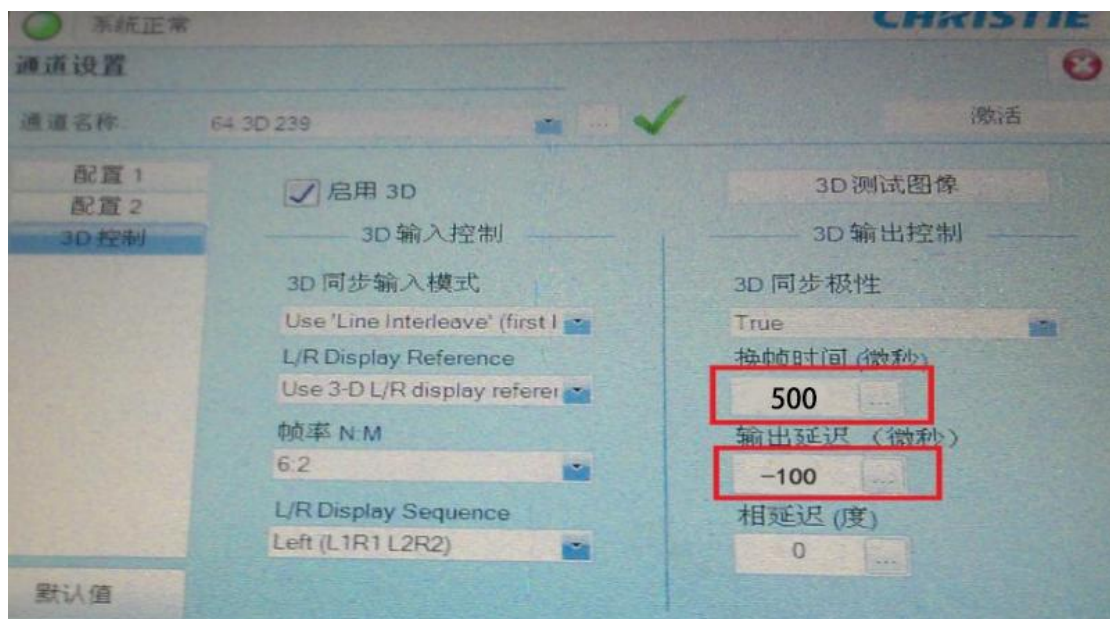 系统正常
CHRISTIE
通道设置
通道名称
64 3D 239
...
激活
配置 1
配置 2
3D 控制
默认值
启用 3D
3D 输入控制
3D 同步输入模式
Use 'Line Interleave' (first l
L/R Display Reference
Use 3-D L/R display referer
帧率 N:M
6:2
L/R Display Sequence
Left (L1R1 L2R2)
3D 测试图像
3D 输出控制
3D 同步极性
True
换帧时间 (微秒)
500 ...
输出延迟 (微秒)
-100 ...
相延迟 (度)
0 ...